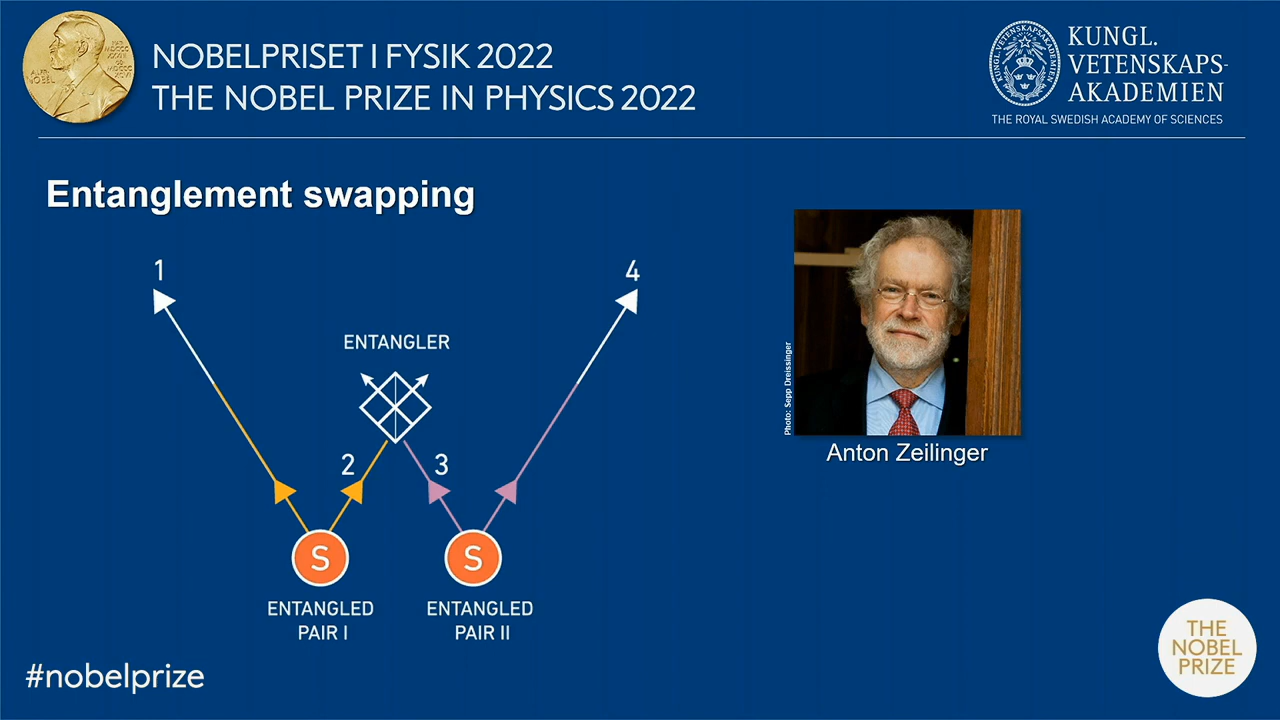 NOBELPRISET I FYSIK 2022
THE NOBEL PRIZE IN PHYSICS 2022
KUNGL.
VETENSKAPS-
AKADEMIEN
THE ROYAL SWEDISH ACADEMY OF SCIENCES
Entanglement swapping
1
4
ENTANGLER
2
3
S
S
ENTANGLED
PAIR I
ENTANGLED
PAIR II
Photo: Sepp Dreissinger
Anton Zeilinger
#nobelprize
THE
NOBEL
PRIZE